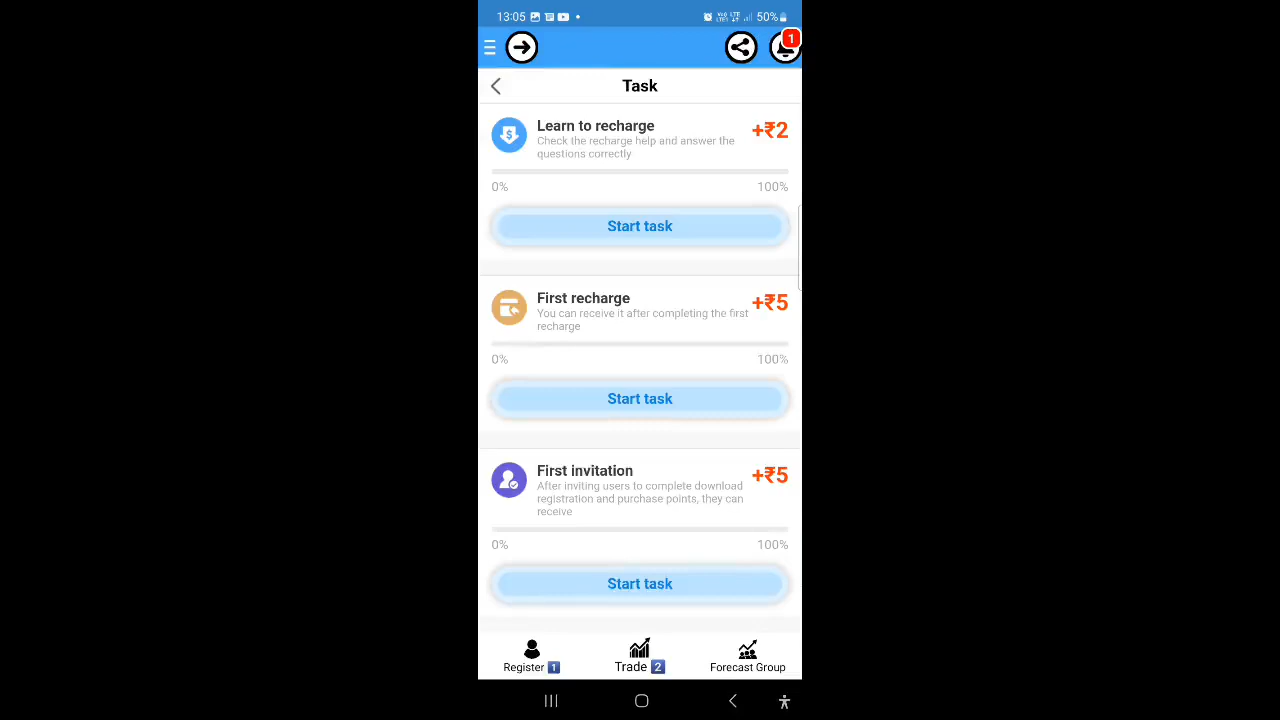 13:05 50%
1
Task
Learn to recharge +₹2
Check the recharge help and answer the
questions correctly
0% 100%
Start task
First recharge +₹5
You can receive it after completing the first
recharge
0% 100%
Start task
First invitation +₹5
After inviting users to complete download
registration and purchase points, they can
receive
0% 100%
Start task
Register 1 Trade 2 Forecast Group